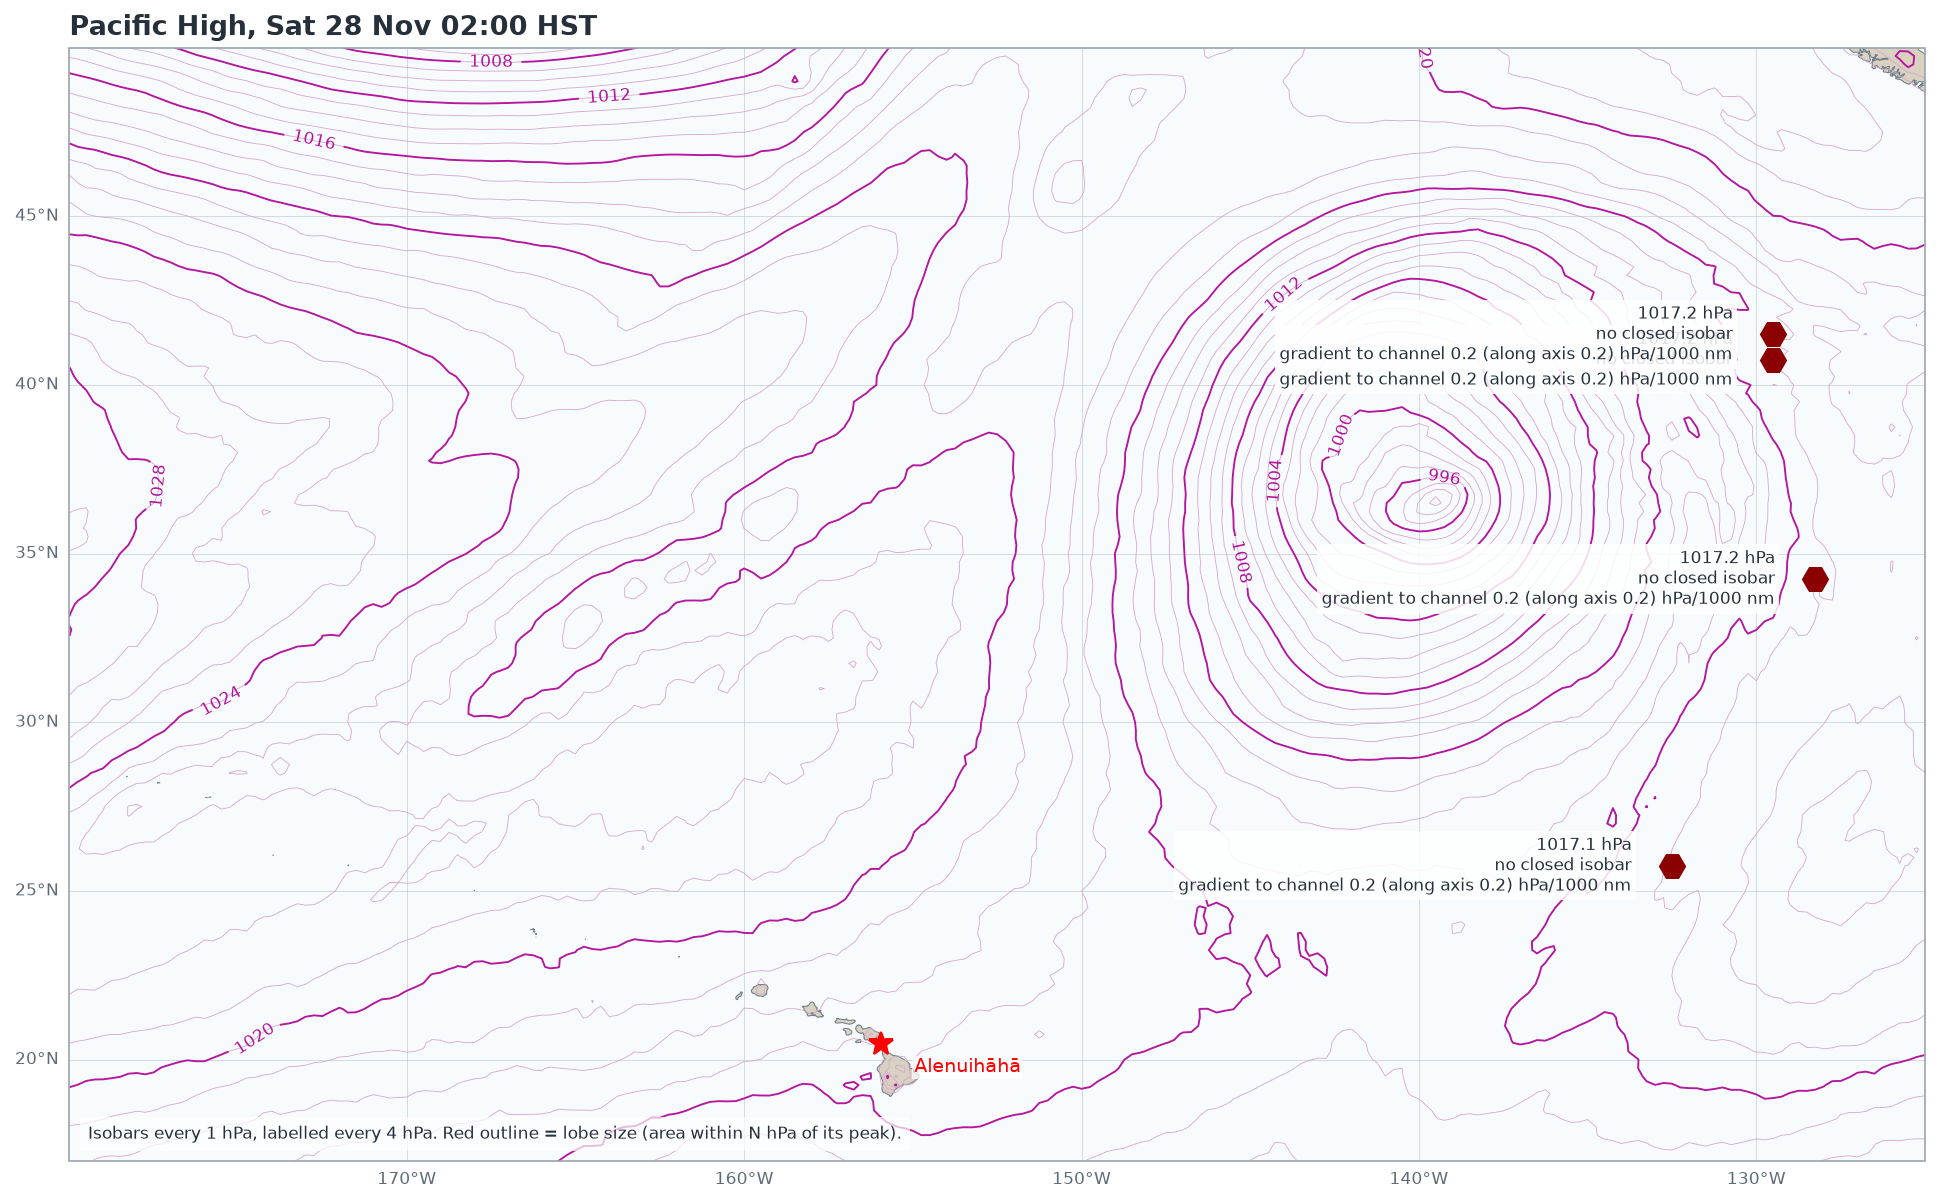 Pacific High, Sat 28 Nov 02:00 HST
1008
1012
1016
20
45°N
1012
1017.2 hPa
no closed isobar
gradient to channel 0.2 (along axis 0.2) hPa/1000 nm
gradient to channel 0.2 (along axis 0.2) hPa/1000 nm
40°N
1000
1028
1004
996
35°N
1008
1017.2 hPa
no closed isobar
gradient to channel 0.2 (along axis 0.2) hPa/1000 nm
1024
30°N
1017.1 hPa
no closed isobar
gradient to channel 0.2 (along axis 0.2) hPa/1000 nm
25°N
1020
20°N
Alenuihāhā
Isobars every 1 hPa, labelled every 4 hPa. Red outline = lobe size (area within N hPa of its peak).
170°W
160°W
150°W
140°W
130°W